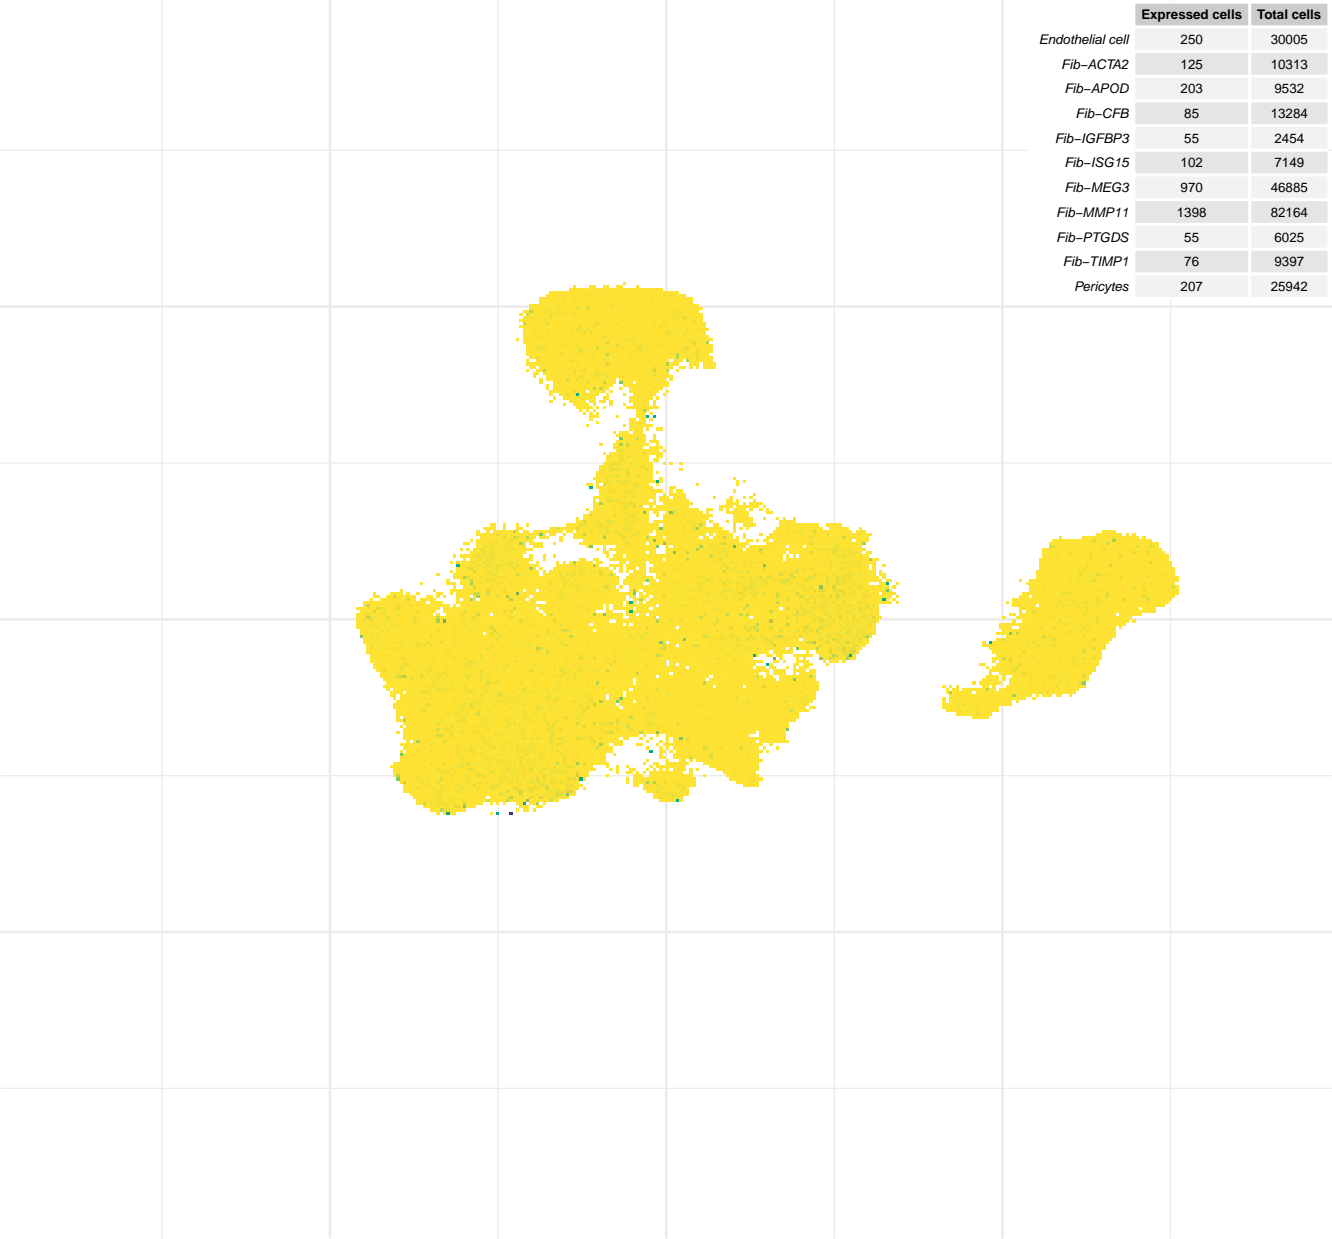 Expressed cells Total cells
Endothelial cell 250 30005
Fib−ACTA2 125 10313
Fib−APOD 203 9532
Fib−CFB 85 13284
Fib−IGFBP3 55 2454
Fib−ISG15 102 7149
Fib−MEG3 970 46885
Fib−MMP11 1398 82164
Fib−PTGDS 55 6025
Fib−TIMP1 76 9397
Pericytes 207 25942